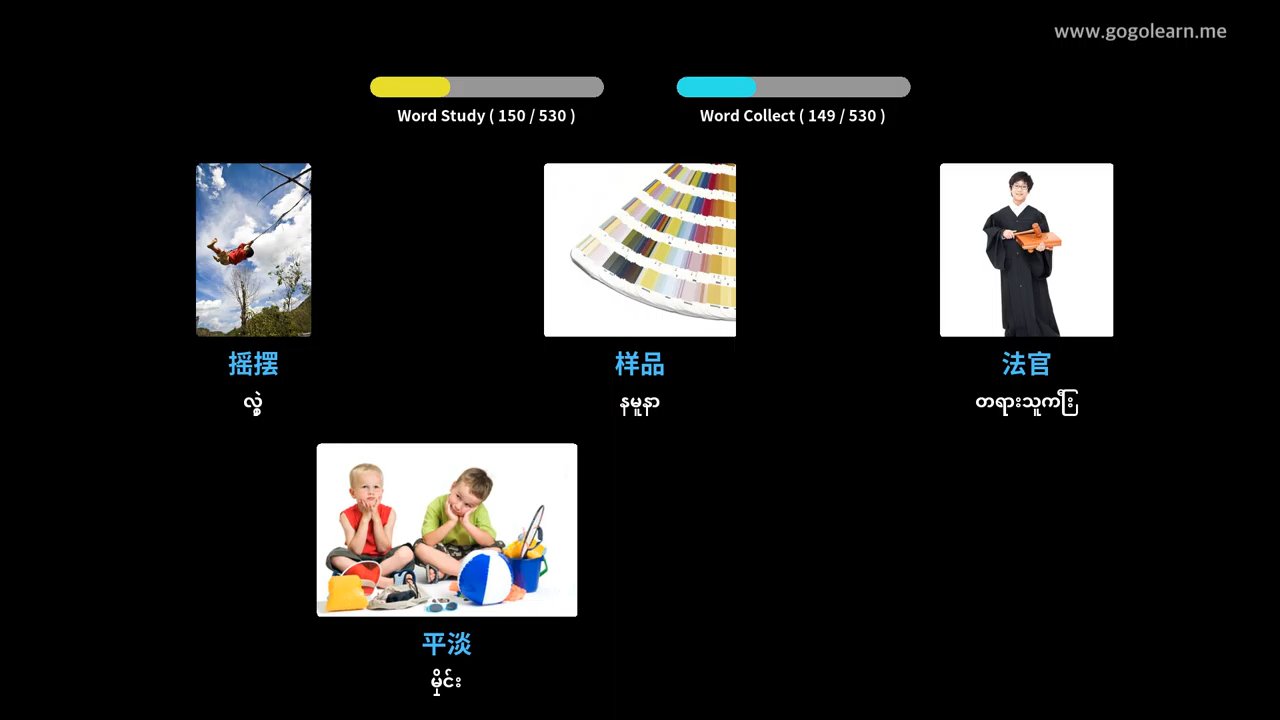 www.gogolearn.me
Word Study ( 150 / 530 )
Word Collect ( 149 / 530 )
摇摆
样品
法官
လွှဲ
နမူနာ
တရားသူကြီး
平淡
မှိုင်း